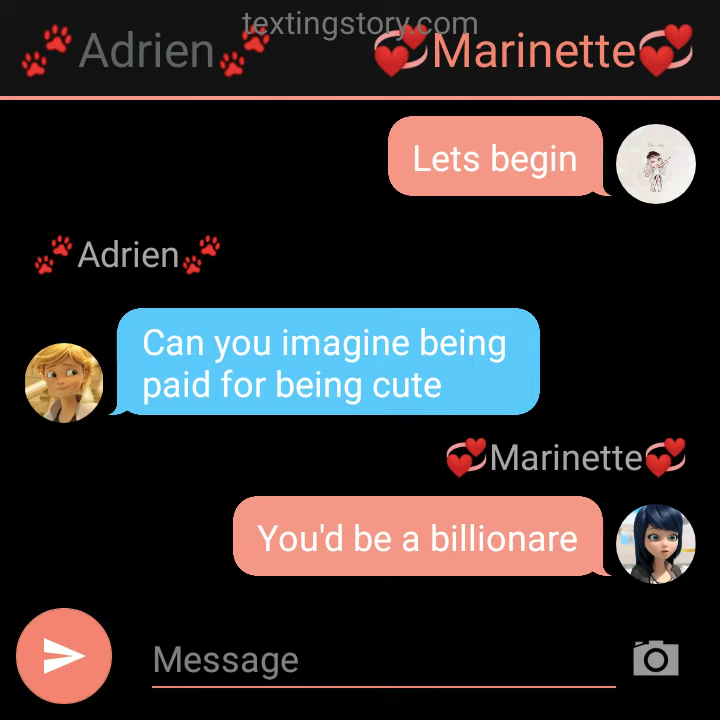 textingstory.com
🐾Adrien🐾
💞Marinette💞
Lets begin
🐾Adrien🐾
Can you imagine being
paid for being cute
💞Marinette💞
You'd be a billionare
Message